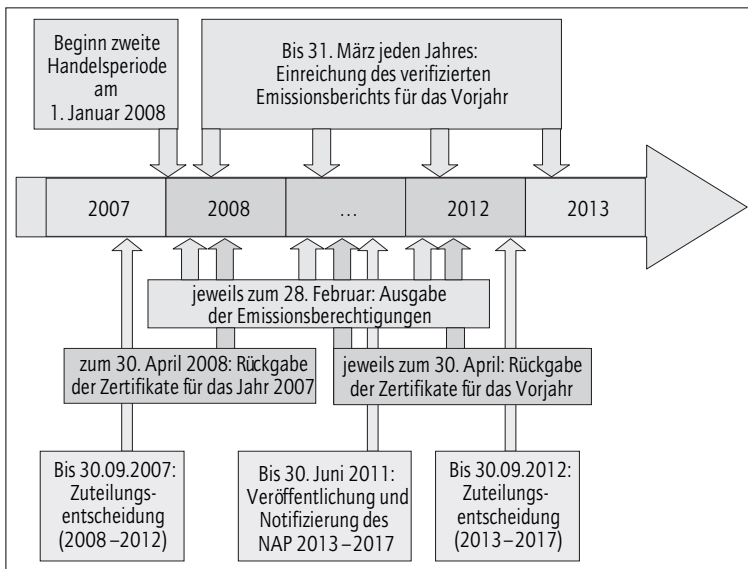 Beginn zweite
Handelsperiode
am
1. Januar 2008
Bis 31. März jeden Jahres:
Einreichung des verifizierten
Emissionsberichts für das Vorjahr
2007
2008
...
2012
2013
jeweils zum 28. Februar: Ausgabe
der Emissionsberechtigungen
zum 30. April 2008: Rückgabe
der Zertifikate für das Jahr 2007
jeweils zum 30. April: Rückgabe
der Zertifikate für das Vorjahr
Bis 30.09.2007:
Zuteilungs-
entscheidung
(2008–2012)
Bis 30. Juni 2011:
Veröffentlichung und
Notifizierung des
NAP 2013–2017
Bis 30.09.2012:
Zuteilungs-
entscheidung
(2013–2017)